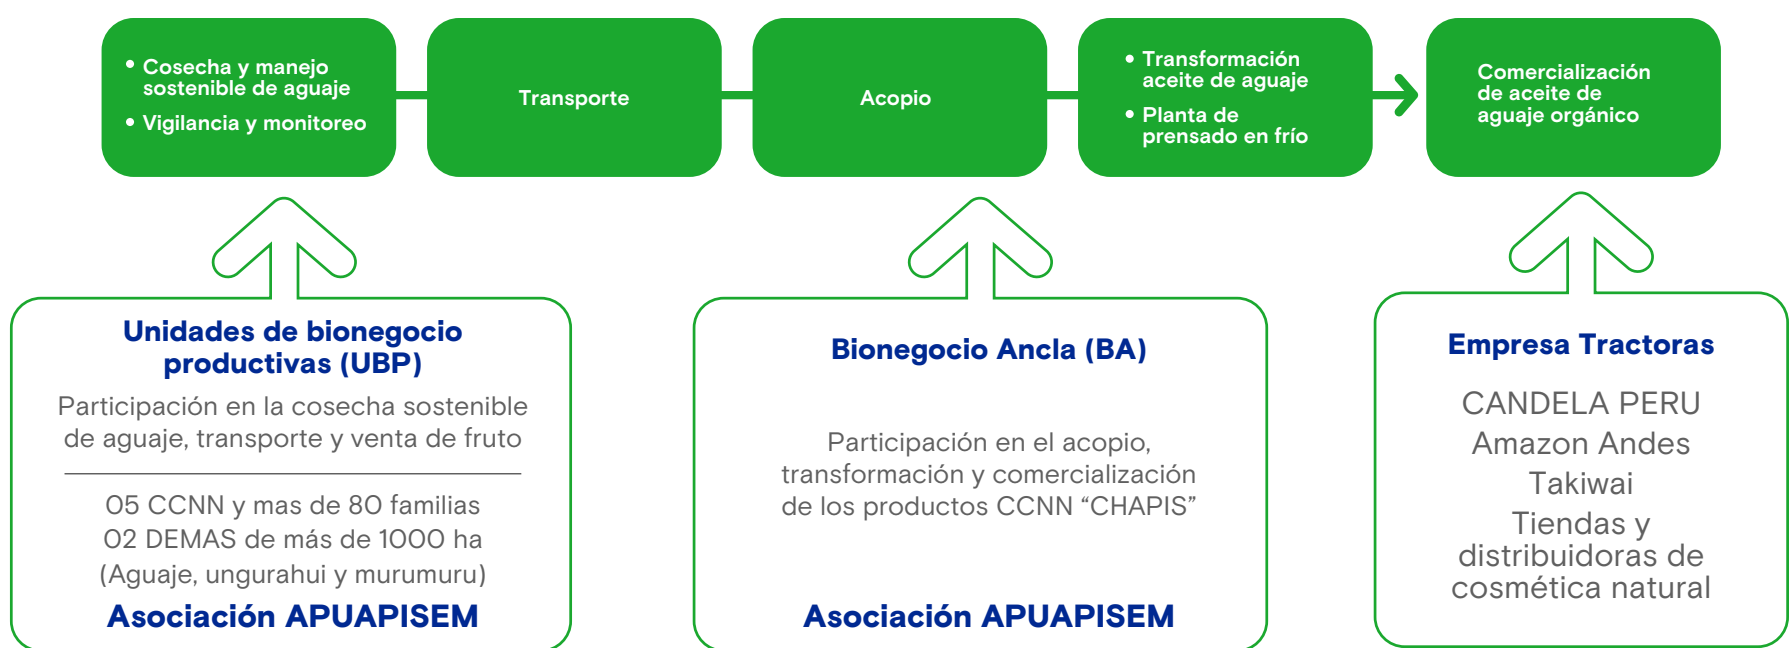 • Cosecha y manejo
sostenible de aguaje
• Vigilancia y monitoreo
Transporte
Acopio
• Transformación
aceite de aguaje
• Planta de
prensado en frío
Comercialización
de aceite de
aguaje orgánico
Unidades de bionegocio
productivas (UBP)
Participación en la cosecha sostenible
de aguaje, transporte y venta de fruto
05 CCNN y mas de 80 familias
02 DEMAS de más de 1000 ha
(Aguaje, ungurahui y murumuru)
Asociación APUAPISEM
Bionegocio Ancla (BA)
Participación en el acopio,
transformación y comercialización
de los productos CCNN “CHAPIS”
Asociación APUAPISEM
Empresa Tractoras
CANDELA PERU
Amazon Andes
Takiwai
Tiendas y
distribuidoras de
cosmética natural